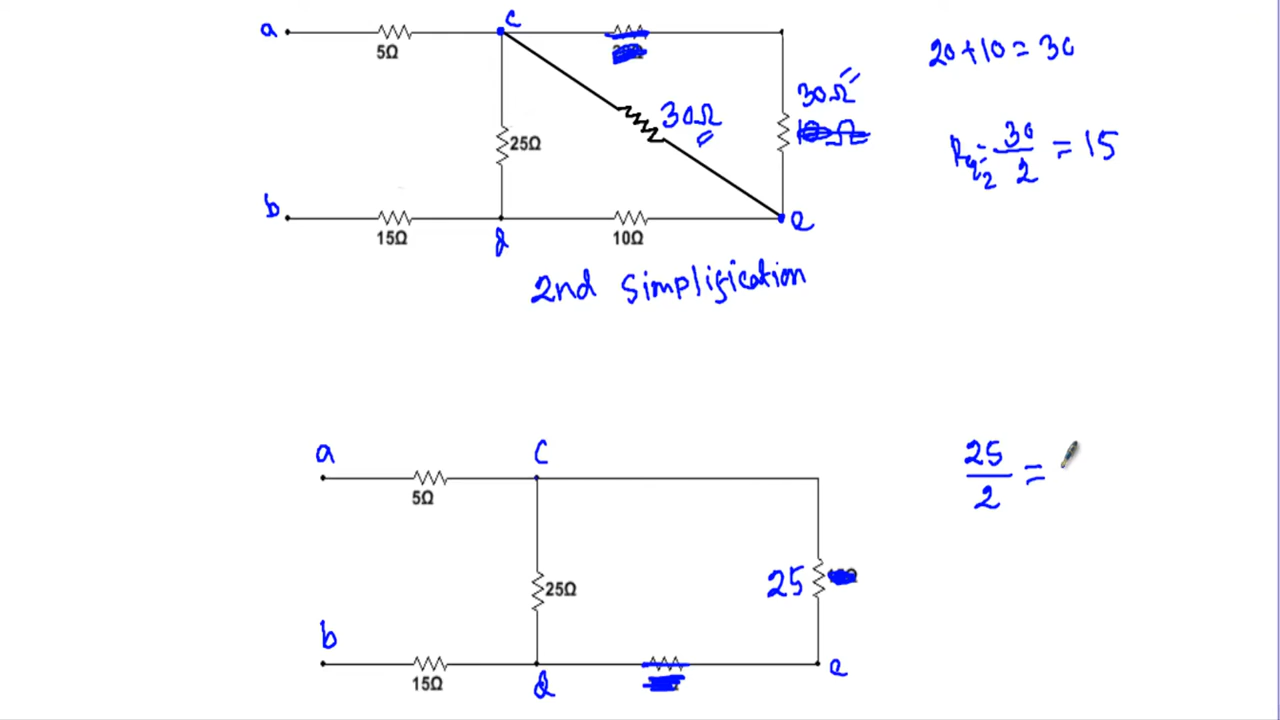 a
5Ω
C
30Ω
30Ω
25Ω
b
15Ω
d
10Ω
e
2nd Simplification
20+10=30
Req2 = 30/2 = 15
a
5Ω
C
25Ω
25
b
15Ω
d
e
25/2 =